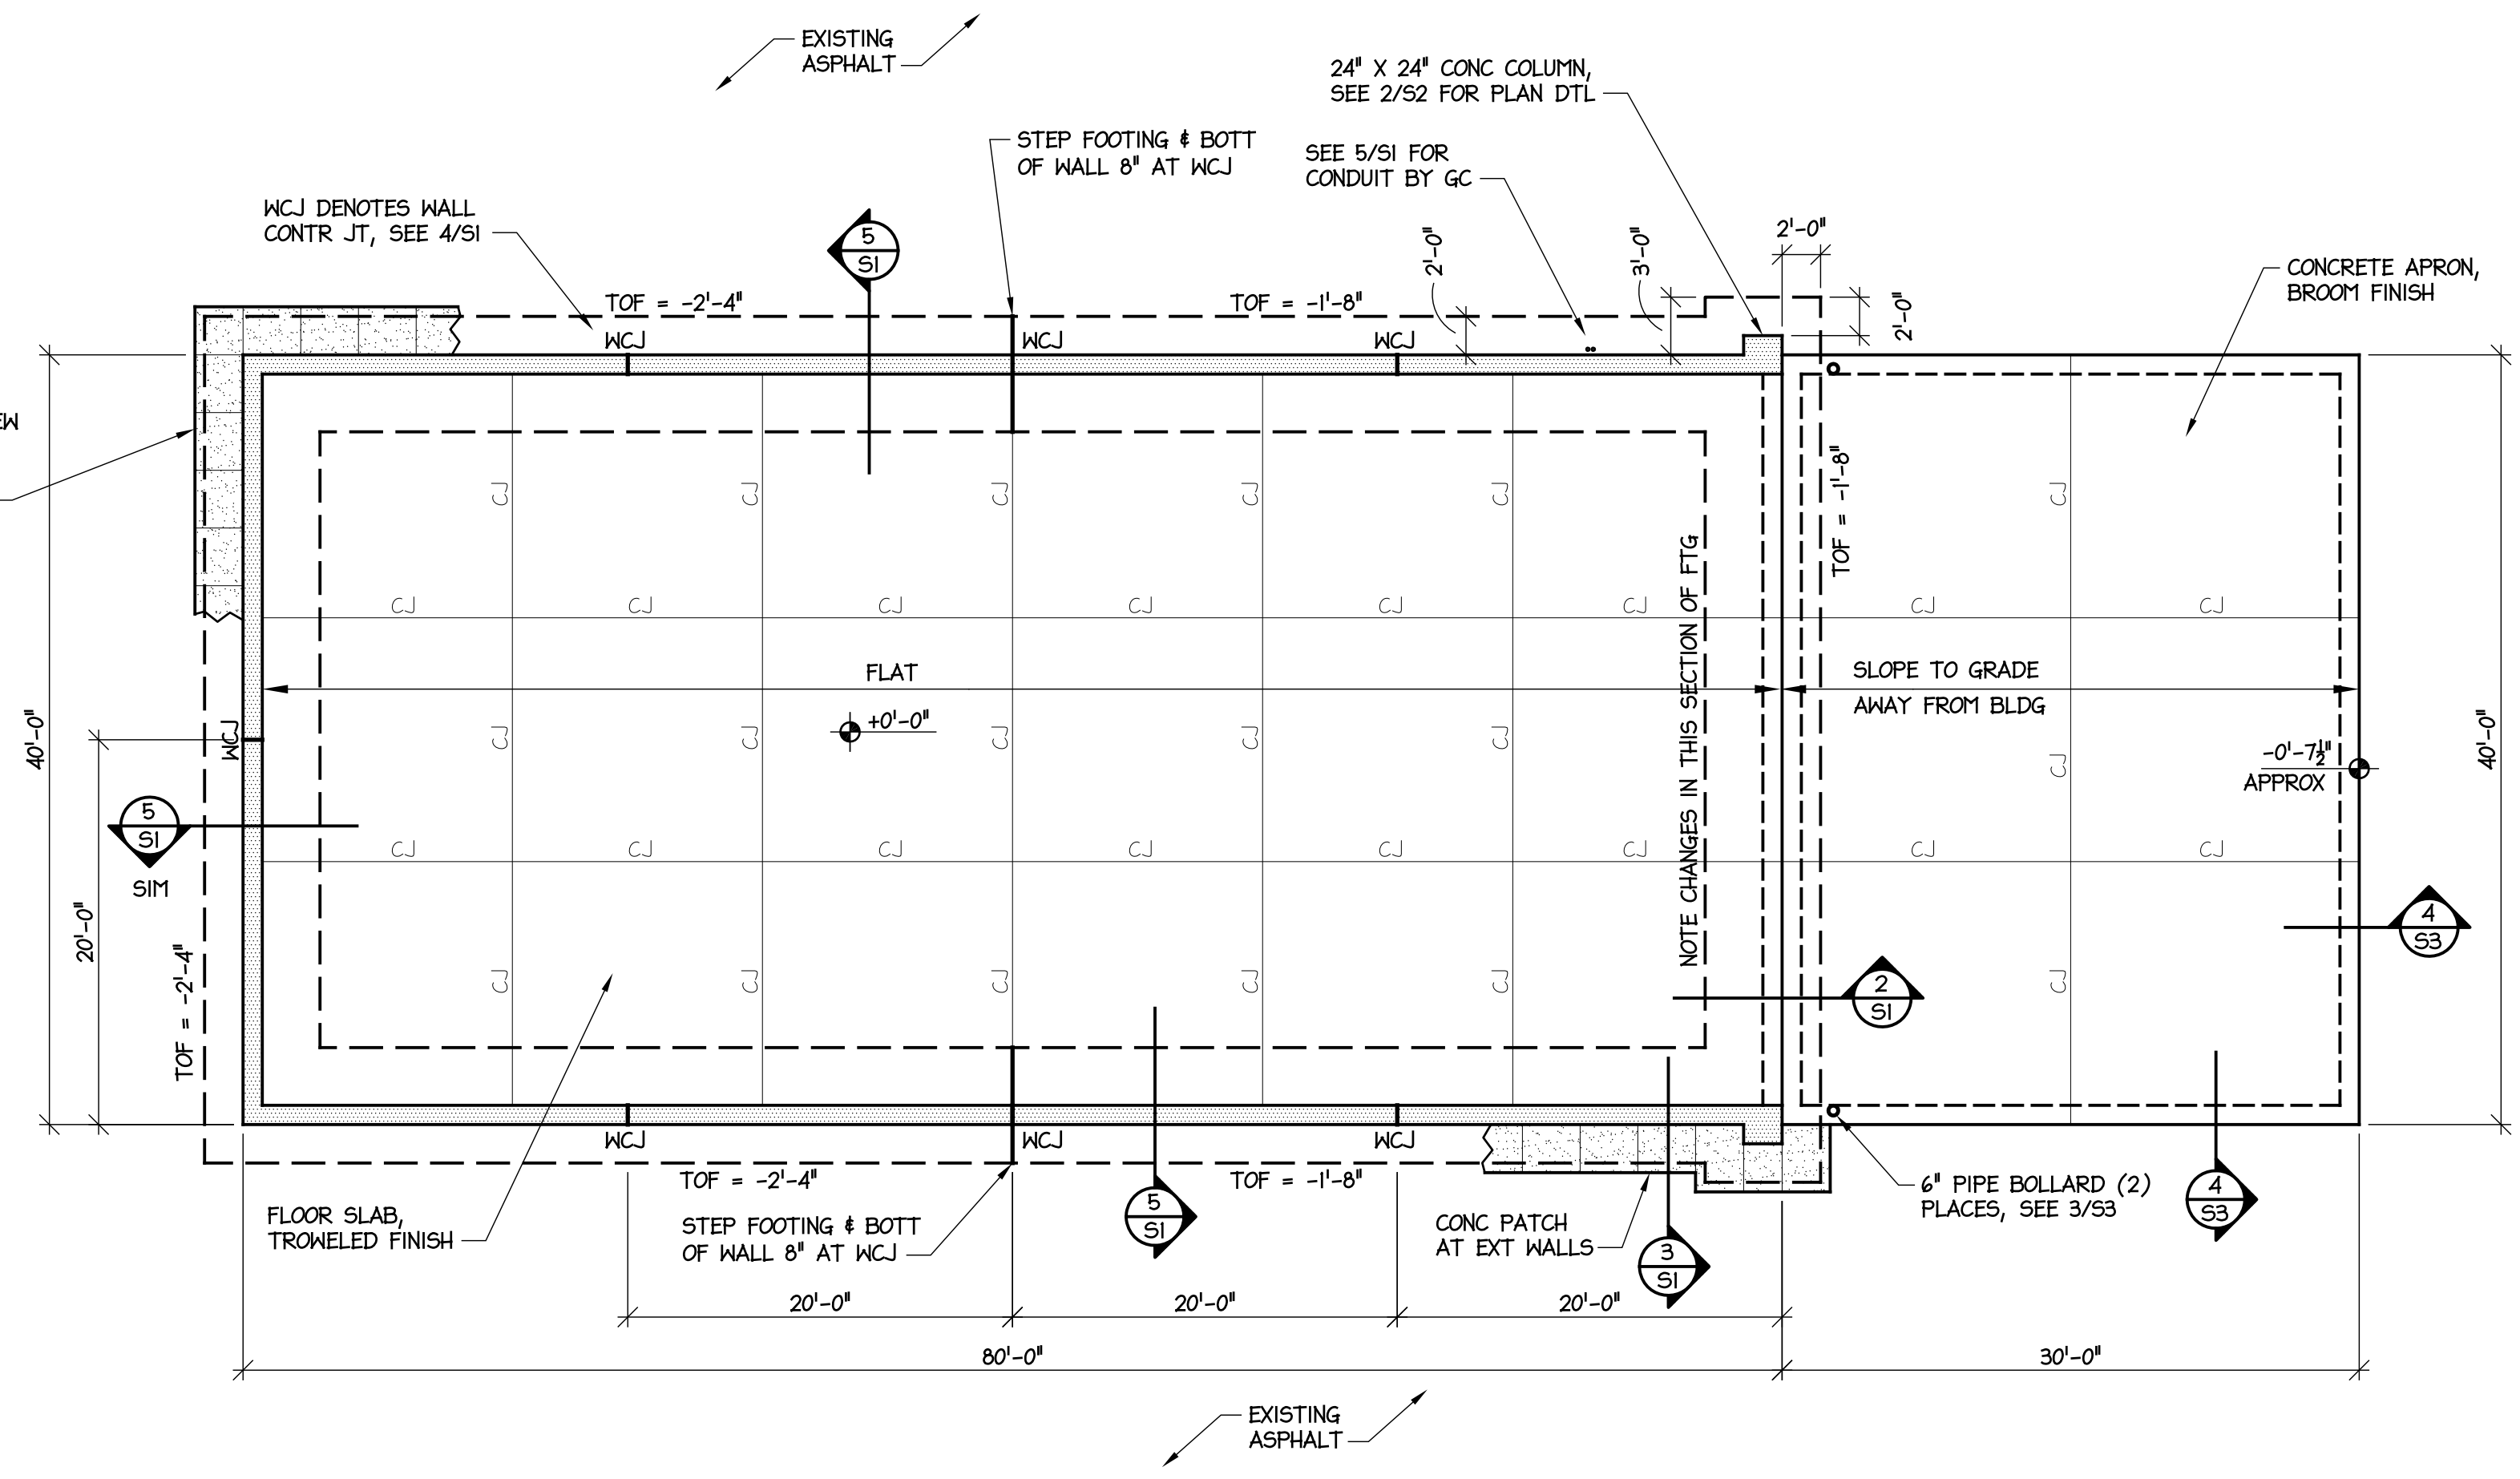 EXISTING
ASPHALT
24" X 24" CONC COLUMN,
SEE 2/S2 FOR PLAN DTL
STEP FOOTING & BOTT
OF WALL 8" AT WCJ
SEE 5/S1 FOR
CONDUIT BY GC
WCJ DENOTES WALL
CONTR JT, SEE 4/S1
5
S1
2'-0"
3'-0"
2'-0"
2'-0"
CONCRETE APRON,
BROOM FINISH
TOF = -2'-4"
TOF = -1'-8"
WCJ
WCJ
WCJ
TOF = -1'-8"
CJ
CJ
CJ
CJ
CJ
CJ
CJ
CJ
CJ
CJ
CJ
CJ
CJ
CJ
NOTE CHANGES IN THIS SECTION OF FTG
FLAT
SLOPE TO GRADE
AWAY FROM BLDG
+0'-0"
40'-0"
WCJ
CJ
CJ
CJ
CJ
CJ
CJ
-0'-7 1/2"
APPROX
40'-0"
5
S1
SIM
CJ
CJ
CJ
CJ
CJ
CJ
CJ
CJ
20'-0"
TOF = -2'-4"
CJ
CJ
CJ
CJ
CJ
CJ
4
S3
2
S1
WCJ
WCJ
WCJ
TOF = -2'-4"
TOF = -1'-8"
FLOOR SLAB,
TROWELED FINISH
STEP FOOTING & BOTT
OF WALL 8" AT WCJ
5
S1
CONC PATCH
AT EXT WALLS
3
S1
6" PIPE BOLLARD (2)
PLACES, SEE 3/S3
4
S3
20'-0"
20'-0"
20'-0"
80'-0"
30'-0"
EXISTING
ASPHALT